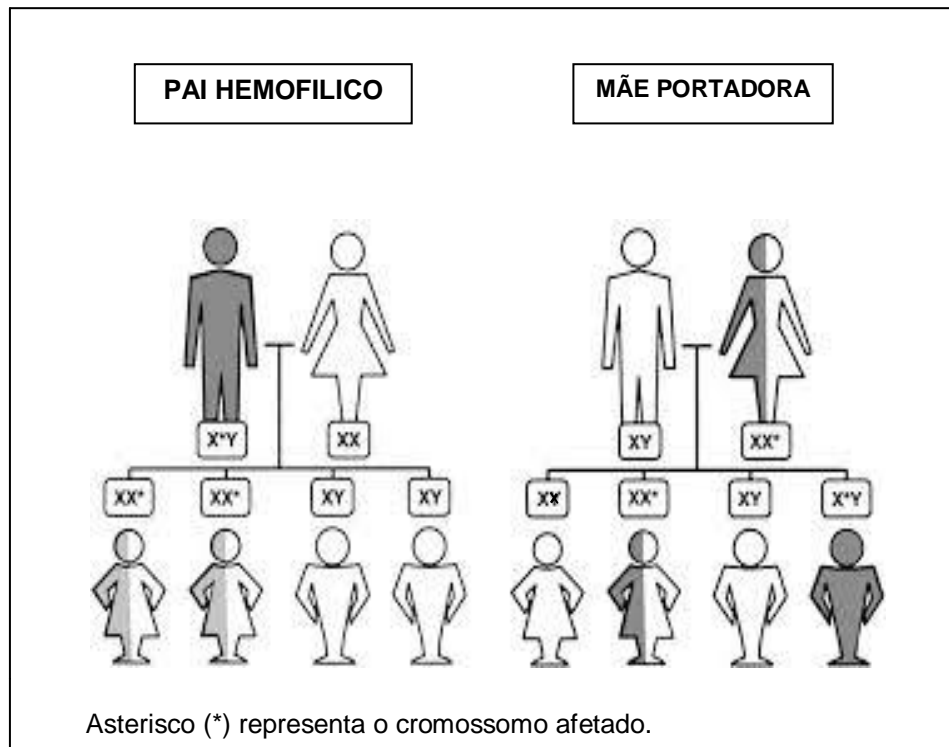 PAI HEMOFILICO
MÃE PORTADORA
X*Y
XX
XY
XX*
XX*
XX*
XY
XY
XX
XX*
XY
X*Y
Asterisco (*) representa o cromossomo afetado.